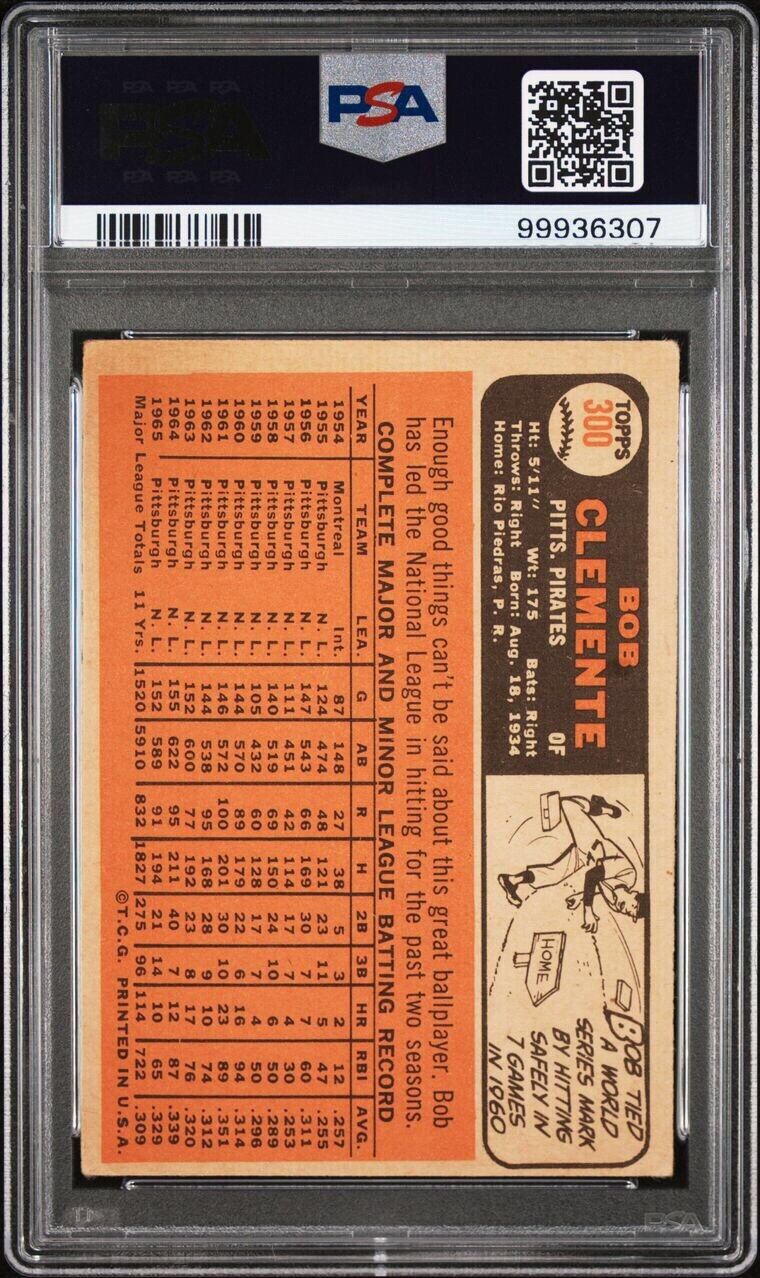 PSA PSA PSA
PSA
PSA PSA PSA
PSA
99936307
TOPPS
300
BOB
CLEMENTE
PITTS. PIRATES OF
Ht: 5'11" Wt: 175 Bats: Right
Throws: Right Born: Aug. 18, 1934
Home: Rio Piedras, P. R.
BOB TIED
A WORLD
SERIES MARK
BY HITTING
SAFELY IN
7 GAMES
IN 1960
HOME
Enough good things can't be said about this great ballplayer. Bob
has led the National League in hitting for the past two seasons.
COMPLETE MAJOR AND MINOR LEAGUE BATTING RECORD
YEAR TEAM LEA. G AB R H 2B 3B HR RBI AVG.
1954 Montreal Int. 87 148 27 38 5 3 2 12 .257
1955 Pittsburgh N. L. 124 474 48 121 23 11 5 47 .255
1956 Pittsburgh N. L. 147 543 66 169 30 7 7 60 .311
1957 Pittsburgh N. L. 111 451 42 114 17 7 4 30 .253
1958 Pittsburgh N. L. 140 519 69 150 24 10 6 50 .289
1959 Pittsburgh N. L. 105 432 60 128 17 7 4 50 .296
1960 Pittsburgh N. L. 144 570 89 179 22 6 16 94 .314
1961 Pittsburgh N. L. 146 572 100 201 30 10 23 89 .351
1962 Pittsburgh N. L. 144 538 95 168 28 9 10 74 .312
1963 Pittsburgh N. L. 152 600 77 192 23 8 17 76 .320
1964 Pittsburgh N. L. 155 622 95 211 40 7 12 87 .339
1965 Pittsburgh N. L. 152 589 91 194 21 14 10 65 .329
Major League Totals 11 Yrs. 1520 5910 832 1827 275 96 114 722 .309
©T.C.G. PRINTED IN U.S.A.
PSA